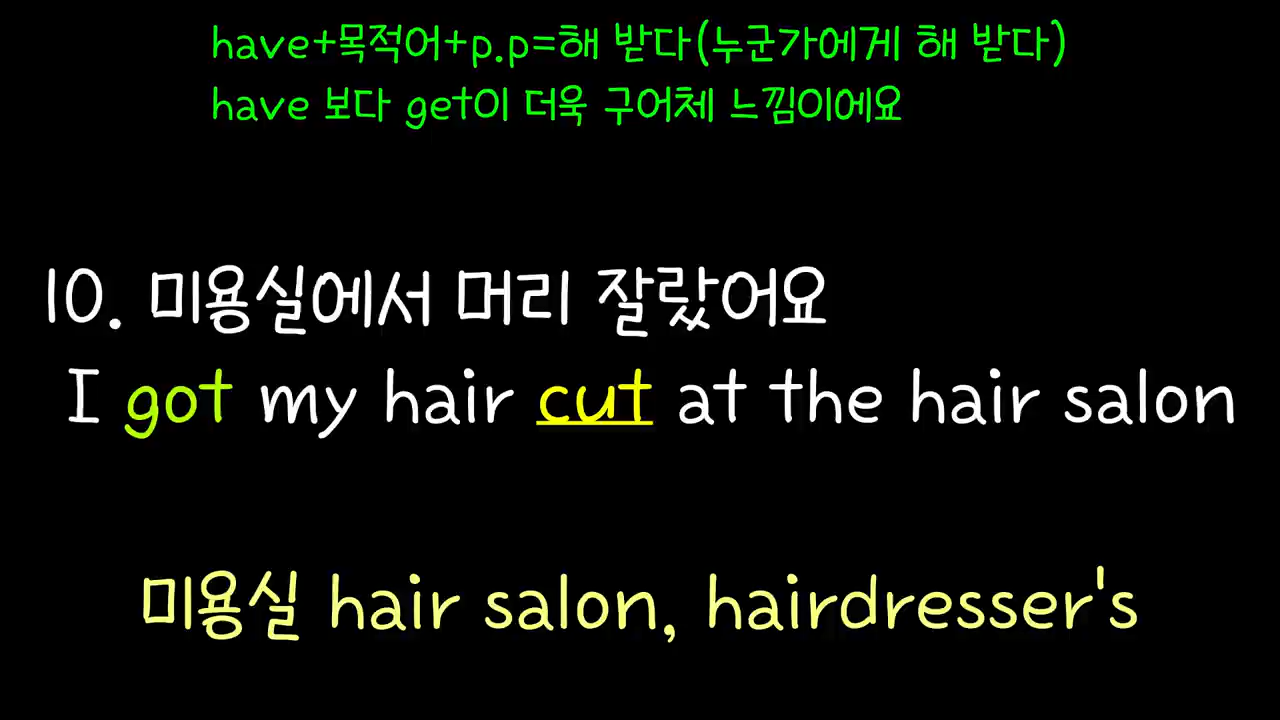 have+목적어+p.p=해 받다(누군가에게 해 받다)
have 보다 get이 더욱 구어체 느낌이에요
10. 미용실에서 머리 잘랐어요
I got my hair cut at the hair salon
미용실 hair salon, hairdresser's